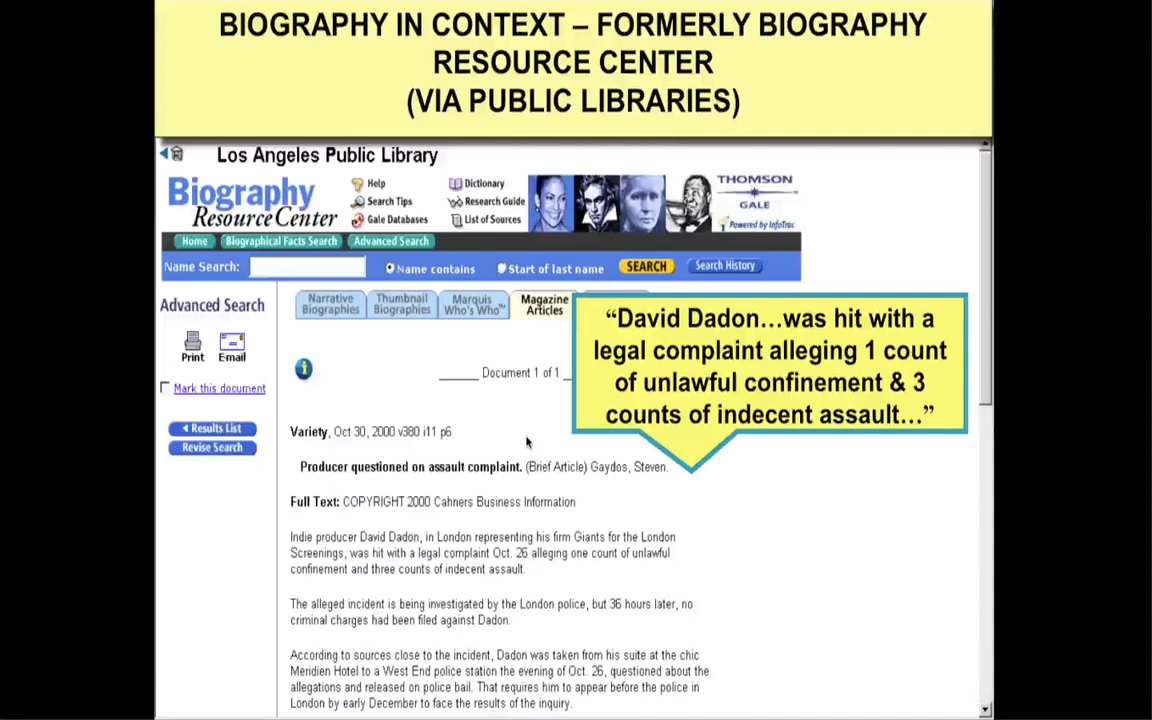 BIOGRAPHY IN CONTEXT – FORMERLY BIOGRAPHY
RESOURCE CENTER
(VIA PUBLIC LIBRARIES)
Los Angeles Public Library
Biography
Resource Center
Help
Search Tips
Gale Databases
Dictionary
Research Guide
List of Sources
THOMSON
GALE
Powered by InfoTrac
Home
Biographical Facts Search
Advanced Search
Name Search:
Name contains
Start of last name
SEARCH
Search History
Advanced Search
Print
E-mail
Mark this document
Results List
Revise Search
Narrative
Biographies
Thumbnail
Biographies
Marquis
Who's Who™
Magazine
Articles
“David Dadon…was hit with a
legal complaint alleging 1 count
of unlawful confinement & 3
counts of indecent assault…”
Document 1 of 1
Variety, Oct 30, 2000 v380 i11 p6
Producer questioned on assault complaint. (Brief Article) Gaydos, Steven.
Full Text: COPYRIGHT 2000 Cahners Business Information
Indie producer David Dadon, in London representing his firm Giants for the London
Screenings, was hit with a legal complaint Oct. 26 alleging one count of unlawful
confinement and three counts of indecent assault.
The alleged incident is being investigated by the London police, but 36 hours later, no
criminal charges had been filed against Dadon.
According to sources close to the incident, Dadon was taken from his suite at the chic
Meridien Hotel to a West End police station the evening of Oct. 26, questioned about the
allegations and released on police bail. That requires him to appear before the police in
London by early December to face the results of the inquiry.